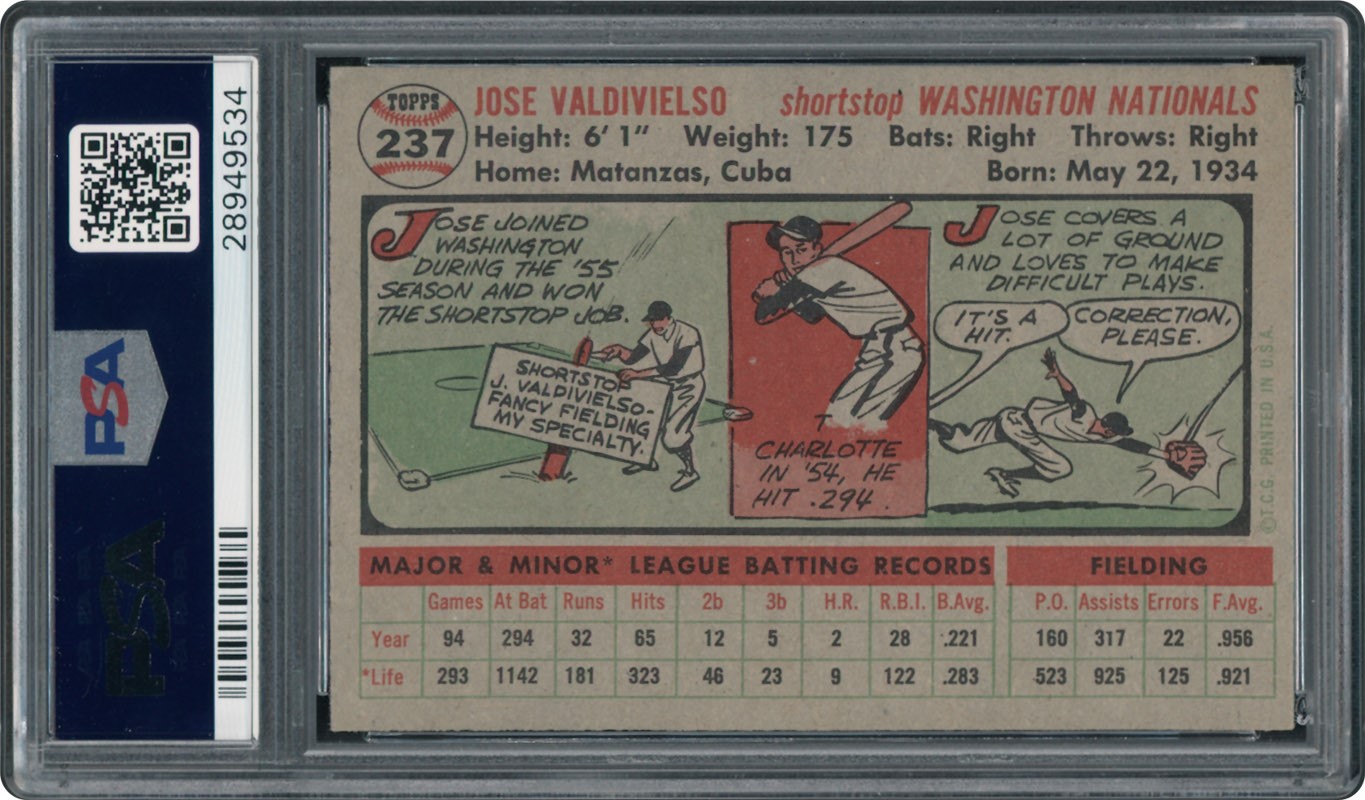 28949534
PSA
PSA
TOPPS
237
JOSE VALDIVIELSO shortstop WASHINGTON NATIONALS
Height: 6' 1" Weight: 175 Bats: Right Throws: Right
Home: Matanzas, Cuba Born: May 22, 1934
JOSE JOINED
WASHINGTON
DURING THE '55
SEASON AND WON
THE SHORTSTOP JOB.
SHORTSTOP
J. VALDIVIELSO-
FANCY FIELDING
MY SPECIALTY.
T
CHARLOTTE
IN '54, HE
HIT .294.
JOSE COVERS A
LOT OF GROUND
AND LOVES TO MAKE
DIFFICULT PLAYS.
IT'S A
HIT.
CORRECTION,
PLEASE.
©T.C.G. PRINTED IN U.S.A.
MAJOR & MINOR* LEAGUE BATTING RECORDS FIELDING
Games At Bat Runs Hits 2b 3b H.R. R.B.I. B.Avg. P.O. Assists Errors F.Avg.
Year 94 294 32 65 12 5 2 28 .221 160 317 22 .956
*Life 293 1142 181 323 46 23 9 122 .283 523 925 125 .921